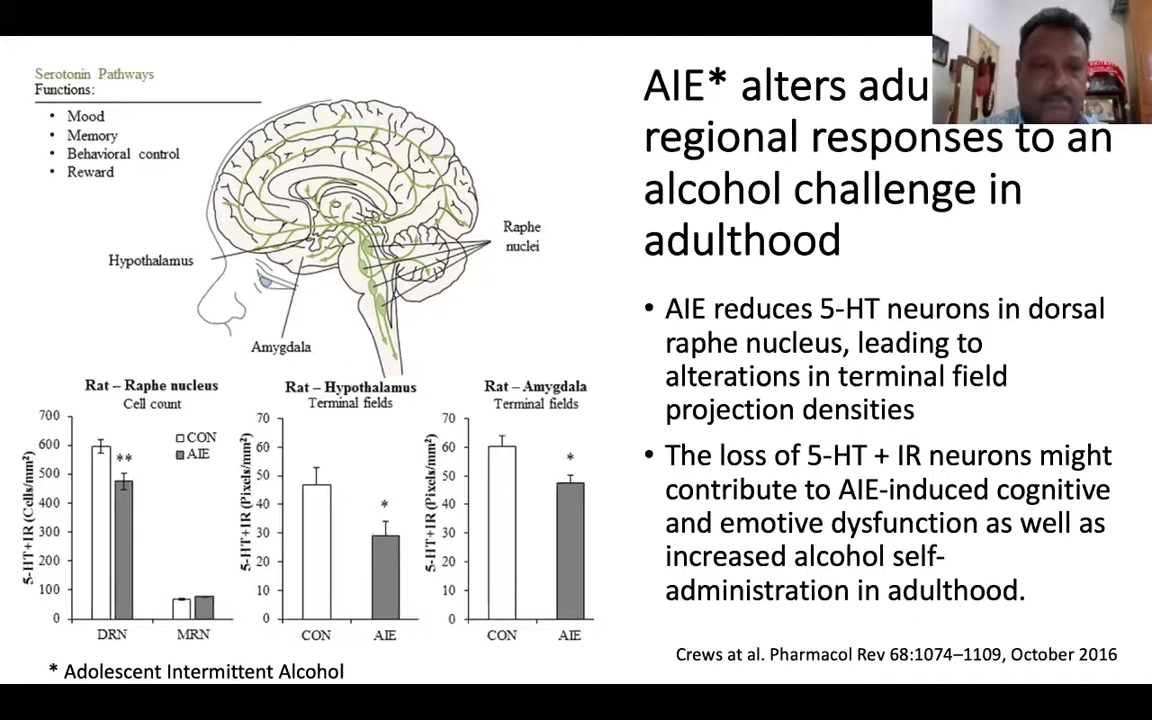 Serotonin Pathways
Functions:
• Mood
• Memory
• Behavioral control
• Reward
Hypothalamus
Amygdala
Raphe
nuclei
Rat – Raphe nucleus
Cell count
5-HT+IR (Cells/mm²)
700
600
500
400
300
200
100
0
CON
AIE
**
DRN
MRN
Rat – Hypothalamus
Terminal fields
5-HT+IR (Pixels/mm²)
70
60
50
40
30
20
10
0
*
CON
AIE
Rat – Amygdala
Terminal fields
5-HT+IR (Pixels/mm²)
70
60
50
40
30
20
10
0
*
CON
AIE
* Adolescent Intermittent Alcohol
AIE* alters adu
regional responses to an
alcohol challenge in
adulthood
• AIE reduces 5-HT neurons in dorsal
raphe nucleus, leading to
alterations in terminal field
projection densities
• The loss of 5-HT + IR neurons might
contribute to AIE-induced cognitive
and emotive dysfunction as well as
increased alcohol self-
administration in adulthood.
Crews at al. Pharmacol Rev 68:1074–1109, October 2016